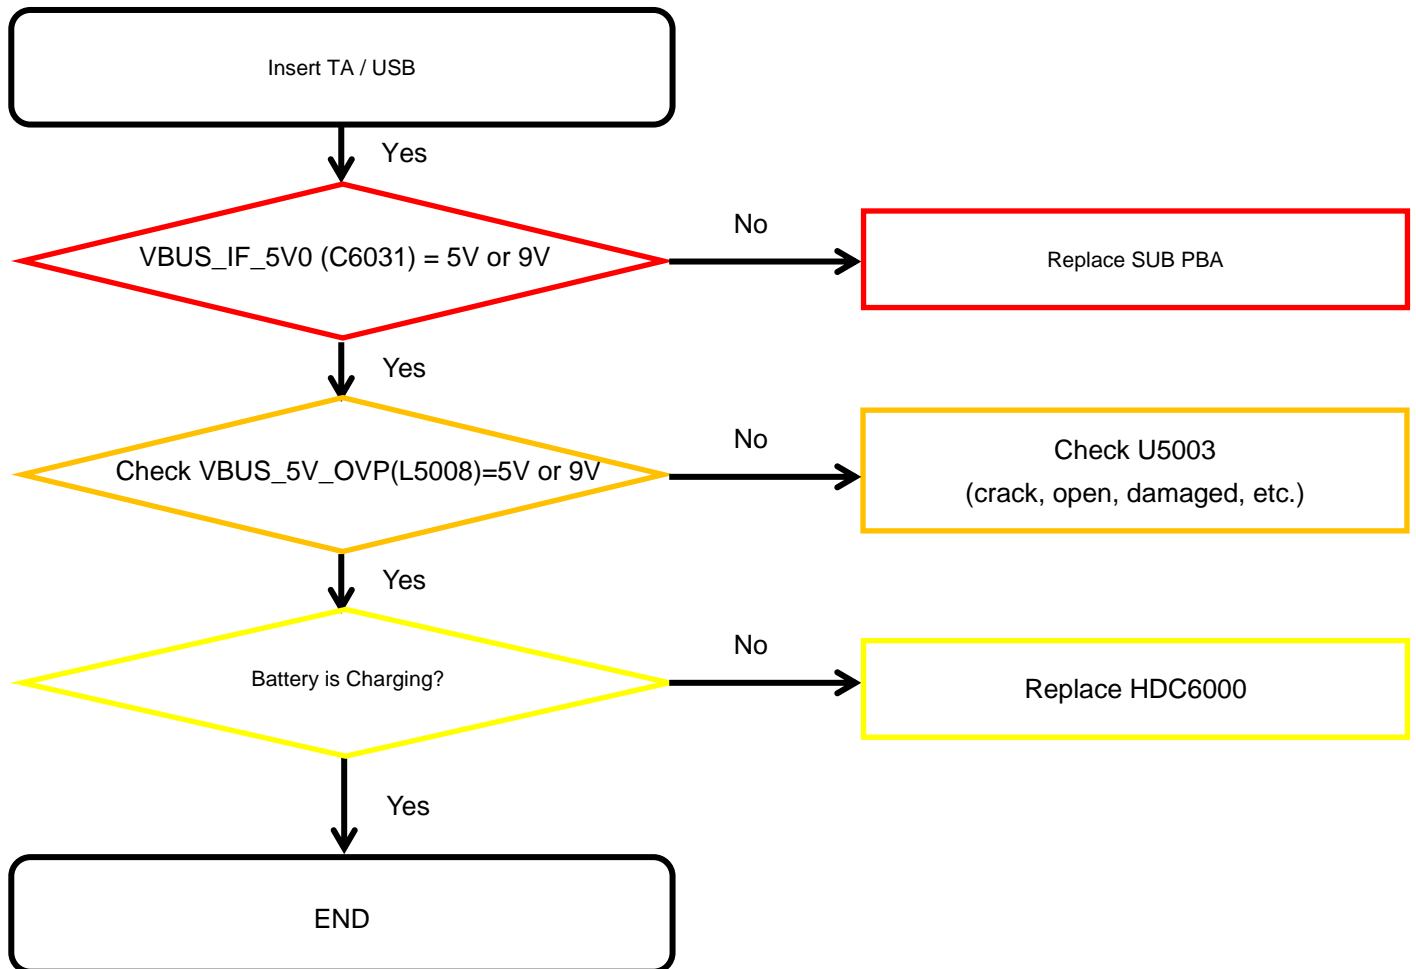 Insert TA / USB
Yes
VBUS_IF_5V0 (C6031) = 5V or 9V
No
Replace SUB PBA
Yes
Check VBUS_5V_OVP(L5008)=5V or 9V
No
Check U5003
(crack, open, damaged, etc.)
Yes
Battery is Charging?
No
Replace HDC6000
Yes
END